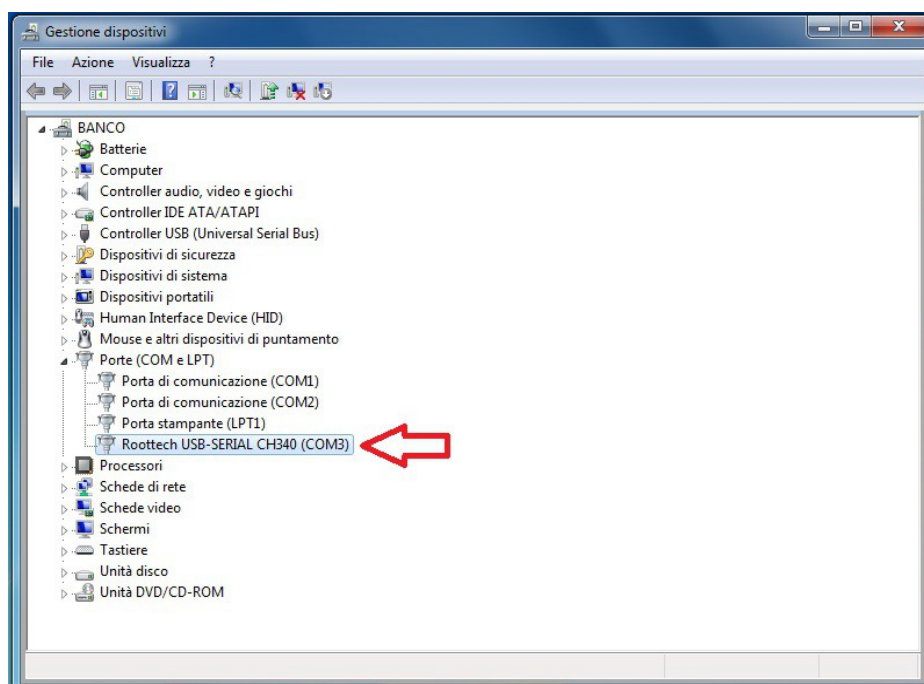 Gestione dispositivi
File Azione Visualizza ?
BANCO
Batterie
Computer
Controller audio, video e giochi
Controller IDE ATA/ATAPI
Controller USB (Universal Serial Bus)
Dispositivi di sicurezza
Dispositivi di sistema
Dispositivi portatili
Human Interface Device (HID)
Mouse e altri dispositivi di puntamento
Porte (COM e LPT)
Porta di comunicazione (COM1)
Porta di comunicazione (COM2)
Porta stampante (LPT1)
Roottech USB-SERIAL CH340 (COM3)
Processori
Schede di rete
Schede video
Schermi
Tastiere
Unità disco
Unità DVD/CD-ROM